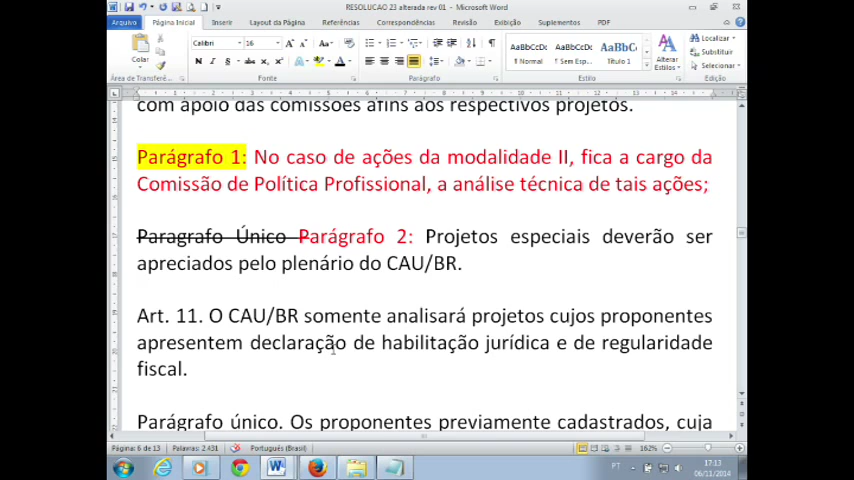 RESOLUCAO 23 alterada rev 01 - Microsoft Word
Arquivo Página Inicial Inserir Layout da Página Referências Correspondências Revisão Exibição Suplementos PDF
Colar
Calibri 16
AaBbCcDc AaBbCcDc AaBbC
¶ Normal ¶ Sem Esp... Título 1
Alterar Estilos
Localizar
Substituir
Selecionar
Área de Transferê... Fonte Parágrafo Estilo Edição
com apoio das comissões afins aos respectivos projetos.
Parágrafo 1: No caso de ações da modalidade II, fica a cargo da
Comissão de Política Profissional, a análise técnica de tais ações;
Paragrafo Único Parágrafo 2: Projetos especiais deverão ser
apreciados pelo plenário do CAU/BR.
Art. 11. O CAU/BR somente analisará projetos cujos proponentes
apresentem declaração de habilitação jurídica e de regularidade
fiscal.
Parágrafo único. Os proponentes previamente cadastrados, cuja
Página: 6 de 13 Palavras: 2.431 Português (Brasil) 162%
PT 17:13
06/11/2014